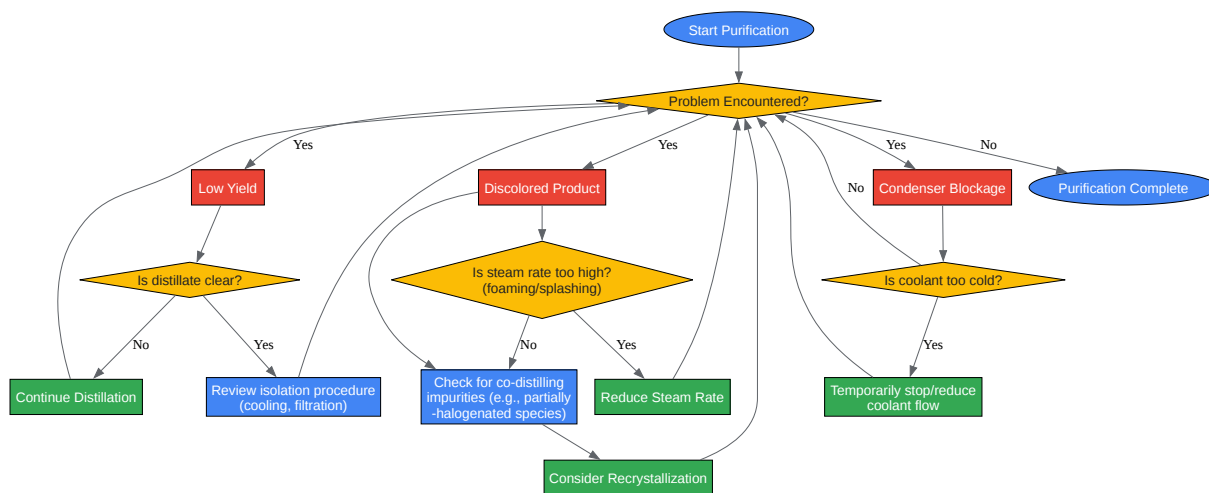 Start Purification
Problem Encountered?
Yes
Yes
Yes
No
Low Yield
Discolored Product
Condenser Blockage
Purification Complete
No
Is distillate clear?
Is steam rate too high?
(foaming/splashing)
Is coolant too cold?
No
Yes
No
Yes
Yes
Continue Distillation
Review isolation procedure
(cooling, filtration)
Check for co-distilling
impurities (e.g., partially
-halogenated species)
Reduce Steam Rate
Temporarily stop/reduce
coolant flow
Consider Recrystallization